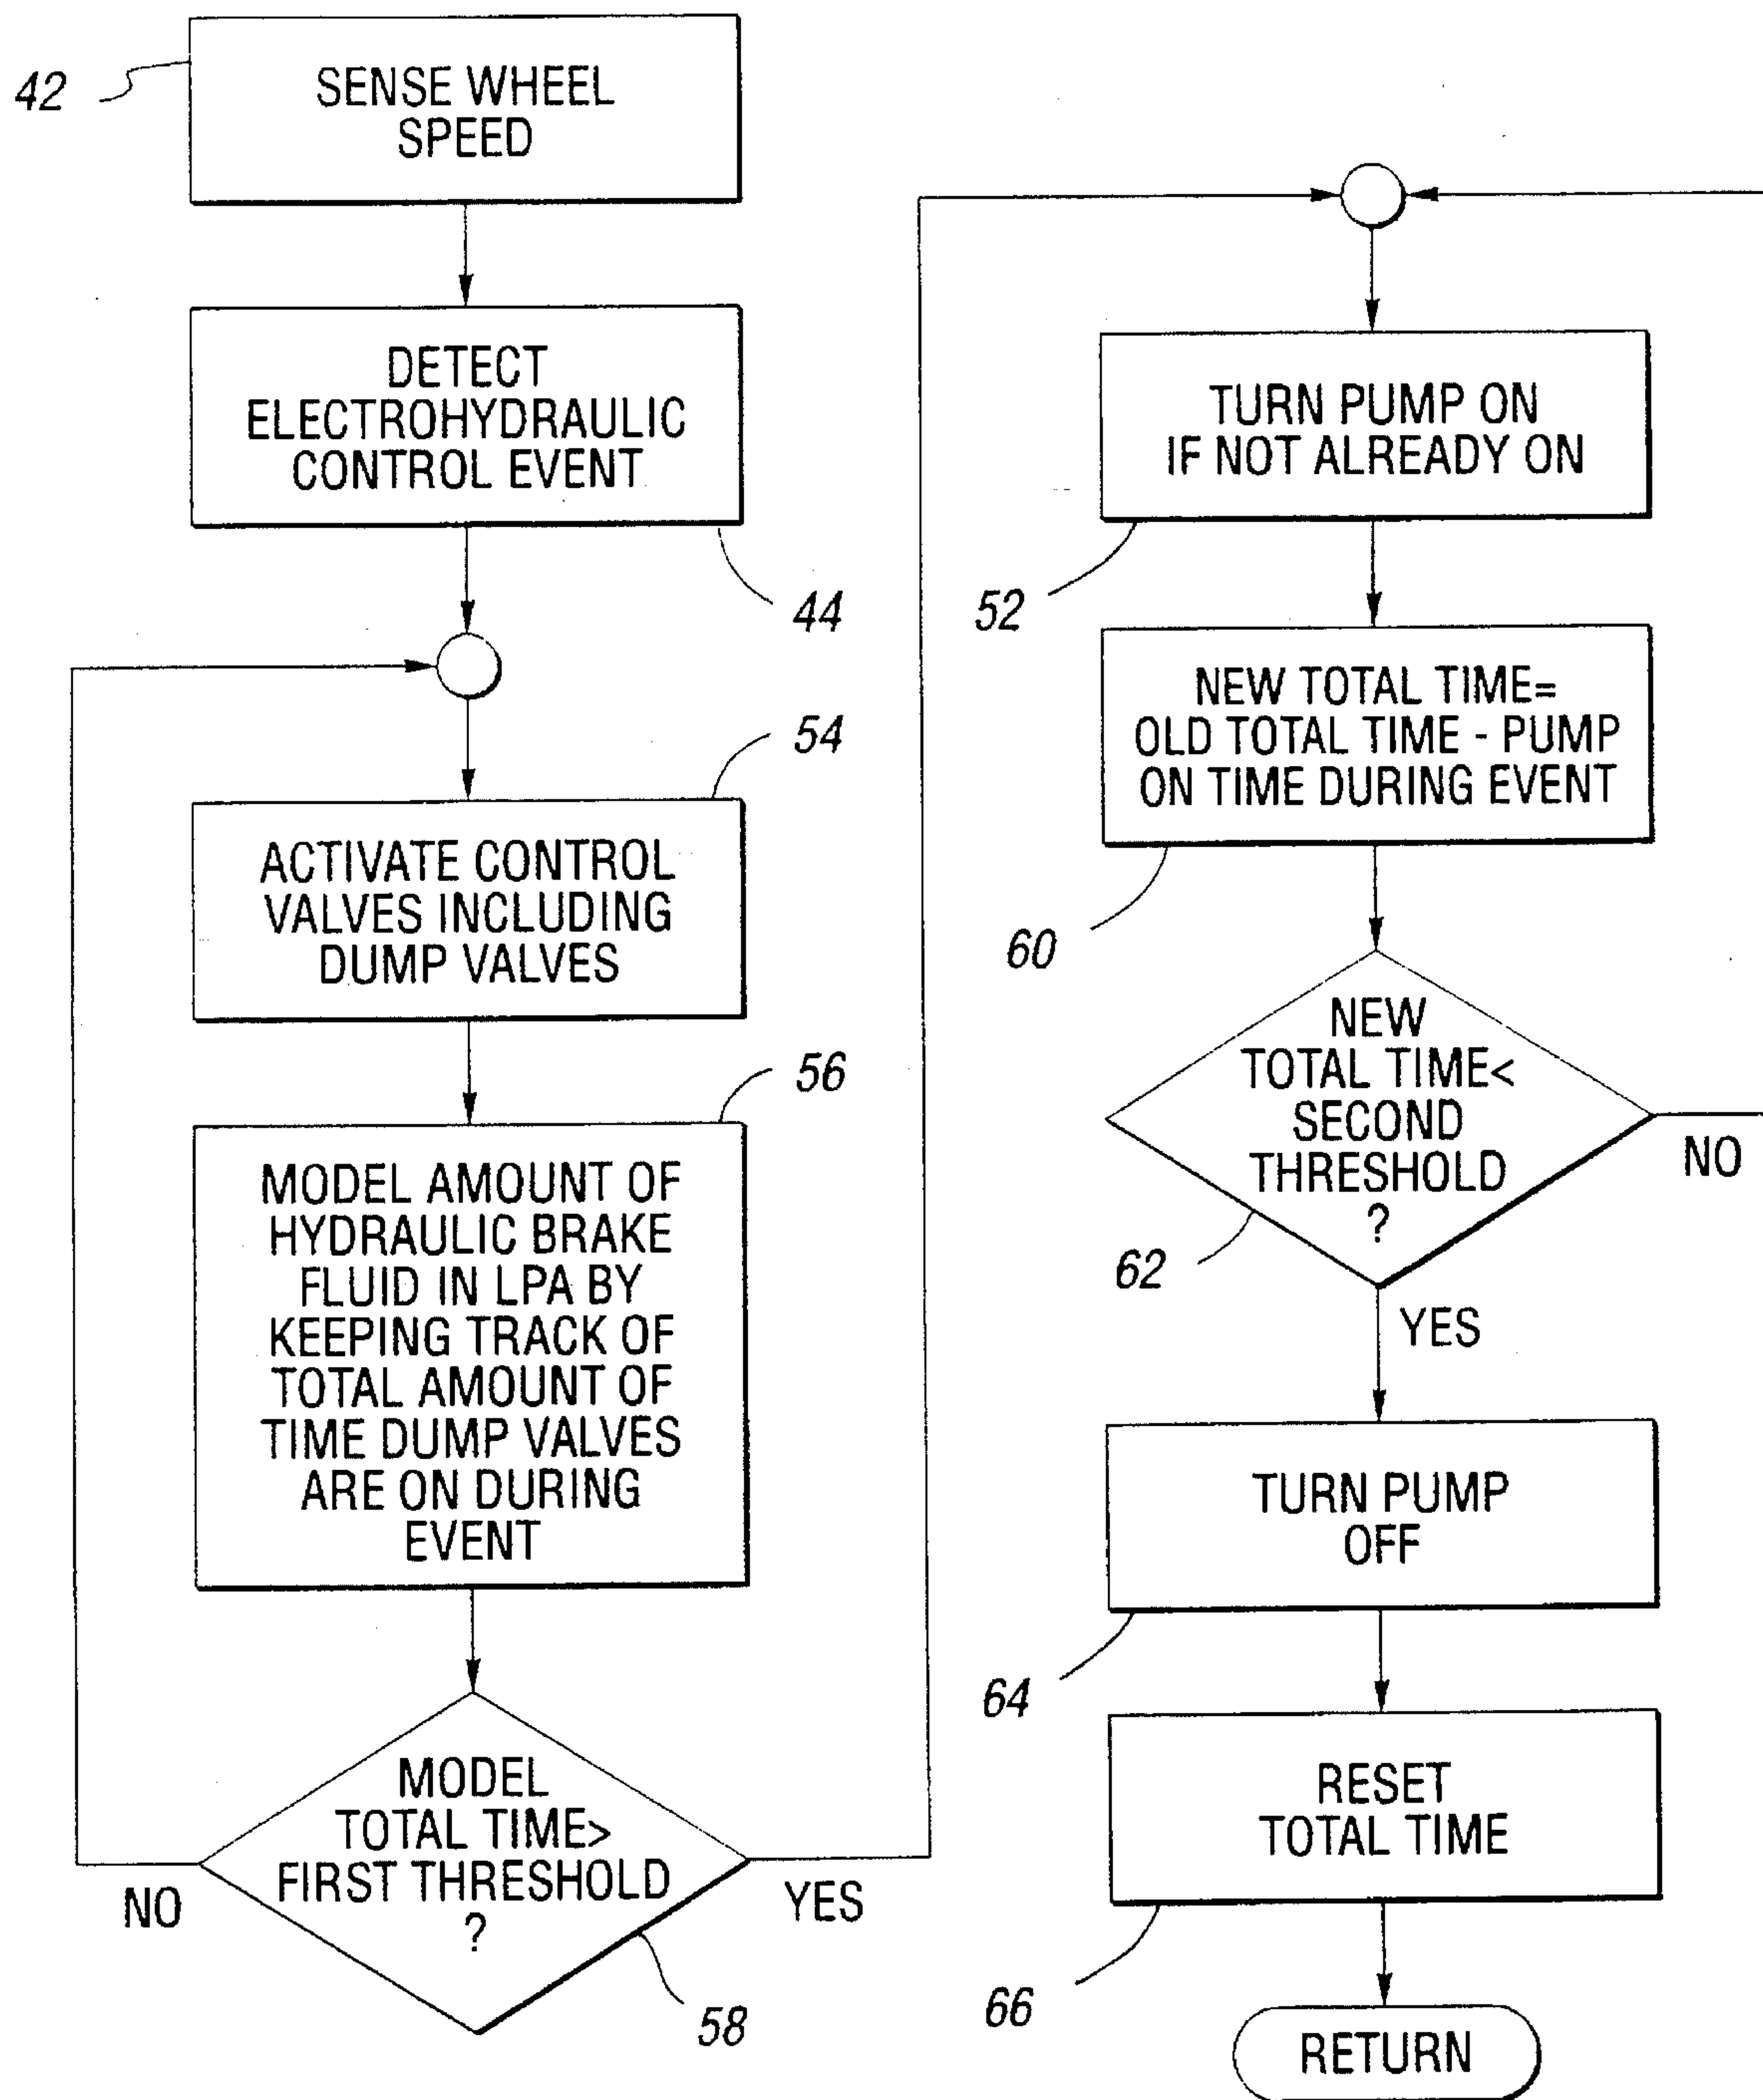 42
SENSE WHEEL
SPEED
DETECT
ELECTROHYDRAULIC
CONTROL EVENT
44
54
ACTIVATE CONTROL
VALVES INCLUDING
DUMP VALVES
56
MODEL AMOUNT OF
HYDRAULIC BRAKE
FLUID IN LPA BY
KEEPING TRACK OF
TOTAL AMOUNT OF
TIME DUMP VALVES
ARE ON DURING
EVENT
MODEL
TOTAL TIME>
FIRST THRESHOLD
?
NO
YES
58
TURN PUMP ON
IF NOT ALREADY ON
52
NEW TOTAL TIME=
OLD TOTAL TIME - PUMP
ON TIME DURING EVENT
60
NEW
TOTAL TIME<
SECOND
THRESHOLD
?
NO
62
YES
TURN PUMP
OFF
64
RESET
TOTAL TIME
66
RETURN